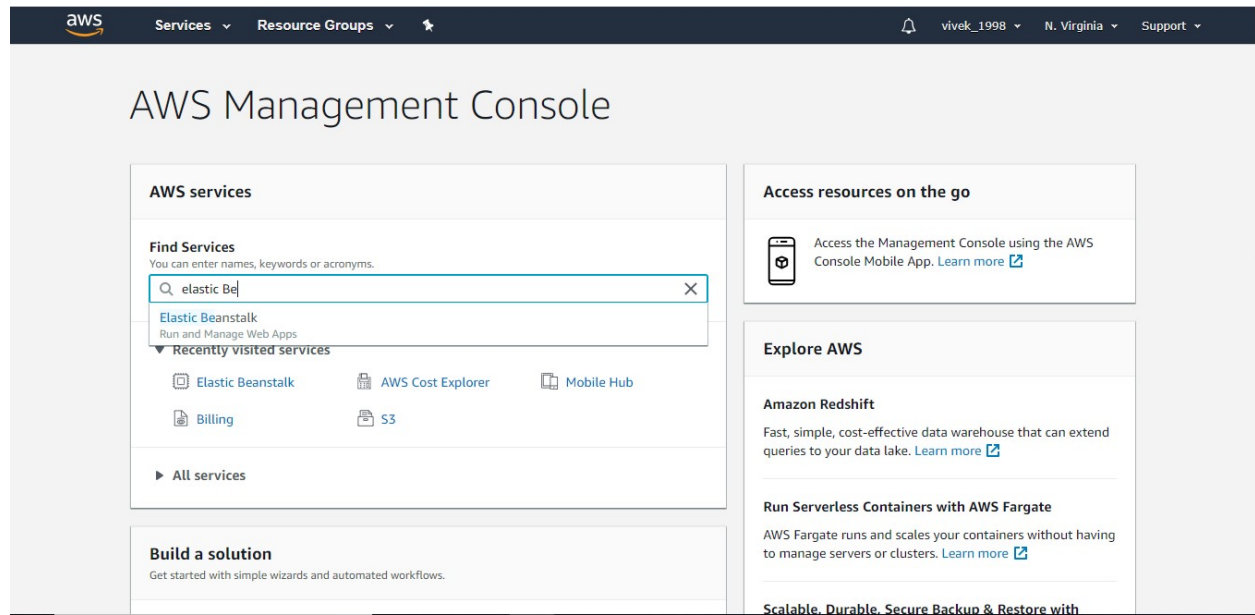 aws
Services Resource Groups vivek_1998 N. Virginia Support
AWS Management Console
AWS services
Find Services
You can enter names, keywords or acronyms.
elastic Be
Elastic Beanstalk
Run and Manage Web Apps
Recently visited services
Elastic Beanstalk AWS Cost Explorer Mobile Hub
Billing S3
All services
Build a solution
Get started with simple wizards and automated workflows.
Access resources on the go
Access the Management Console using the AWS
Console Mobile App. Learn more
Explore AWS
Amazon Redshift
Fast, simple, cost-effective data warehouse that can extend
queries to your data lake. Learn more
Run Serverless Containers with AWS Fargate
AWS Fargate runs and scales your containers without having
to manage servers or clusters. Learn more
Scalable, Durable, Secure Backup & Restore with